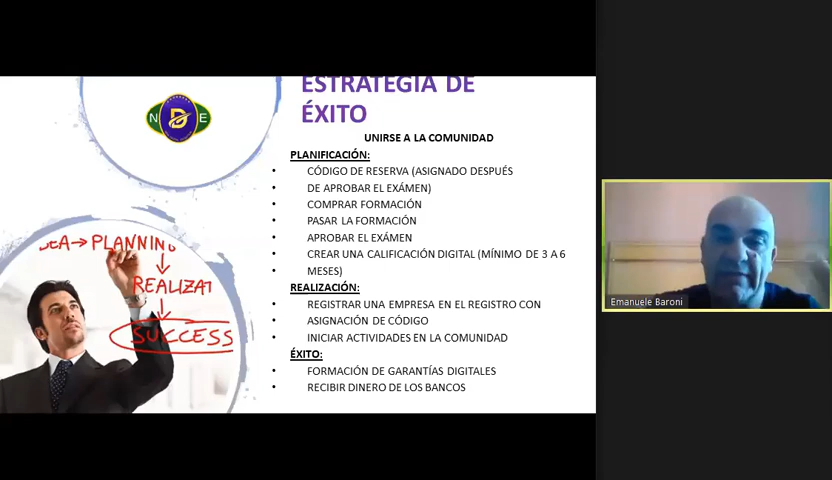 ESTRATEGIA DE
ÉXITO
N D E
UNIRSE A LA COMUNIDAD
PLANIFICACIÓN:
• CÓDIGO DE RESERVA (ASIGNADO DESPUÉS
• DE APROBAR EL EXÁMEN)
• COMPRAR FORMACIÓN
• PASAR LA FORMACIÓN
• APROBAR EL EXÁMEN
• CREAR UNA CALIFICACIÓN DIGITAL (MÍNIMO DE 3 A 6
• MESES)
REALIZACIÓN:
• REGISTRAR UNA EMPRESA EN EL REGISTRO CON
• ASIGNACIÓN DE CÓDIGO
• INICIAR ACTIVIDADES EN LA COMUNIDAD
ÉXITO:
• FORMACIÓN DE GARANTÍAS DIGITALES
• RECIBIR DINERO DE LOS BANCOS
PLANNING
REALIZAT
SUCCESS
Emanuele Baroni